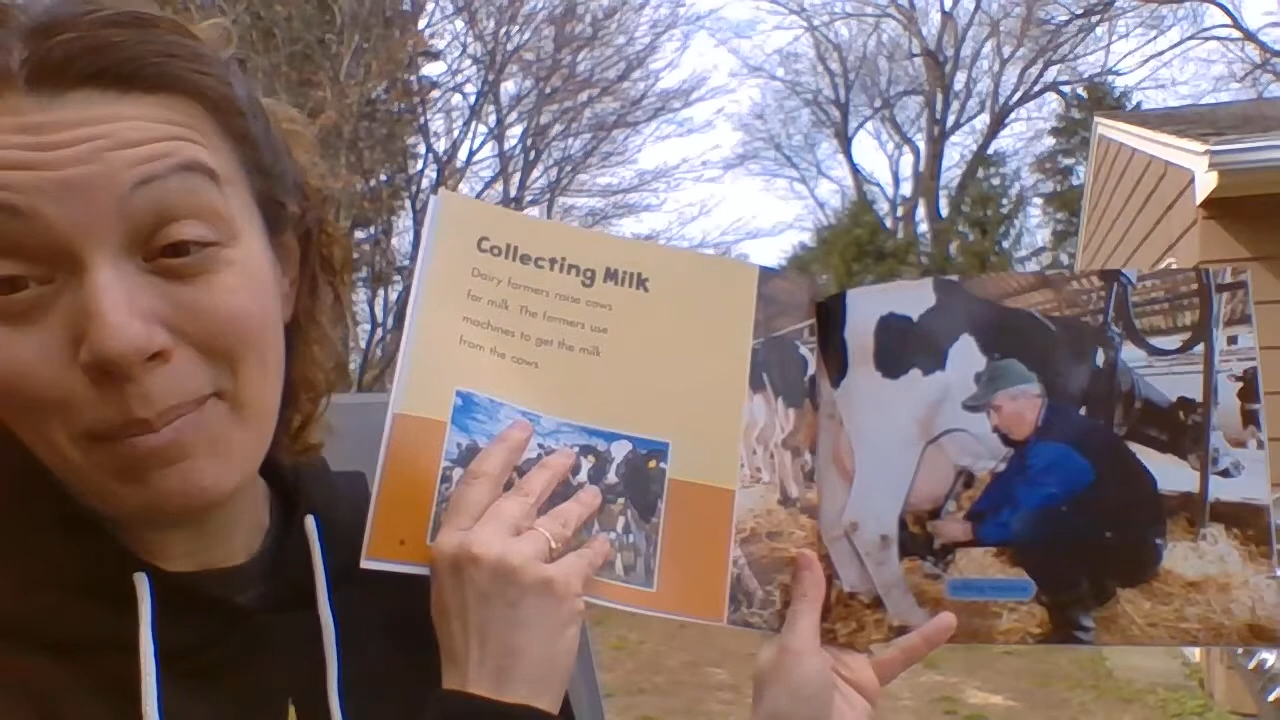 Collecting Milk
Dairy farmers raise cows
for milk. The farmers use
machines to get the milk
from the cows.